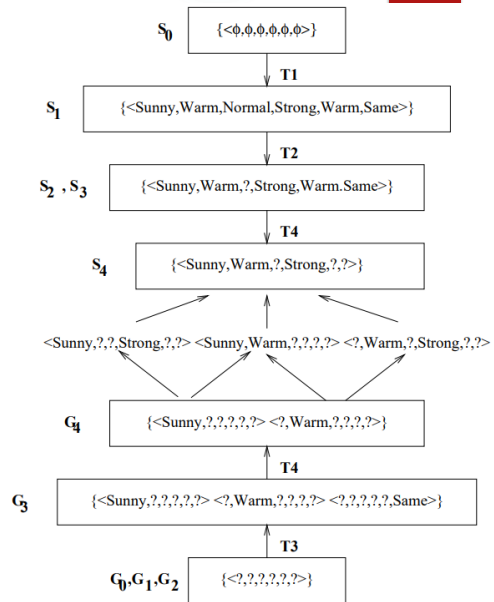 S0 {<ϕ,ϕ,ϕ,ϕ,ϕ,ϕ>}
T1
S1 {<Sunny,Warm,Normal,Strong,Warm,Same>}
T2
S2 , S3 {<Sunny,Warm,?,Strong,Warm.Same>}
T4
S4 {<Sunny,Warm,?,Strong,?,?>}
<Sunny,?,?,Strong,?,?> <Sunny,Warm,?,?,?,?> <?,Warm,?,Strong,?,?>
G4 {<Sunny,?,?,?,?,?> <?,Warm,?,?,?,?>}
T4
G3 {<Sunny,?,?,?,?,?> <?,Warm,?,?,?,?> <?,?,?,?,?,Same>}
T3
G0,G1,G2 {<?,?,?,?,?,?>}